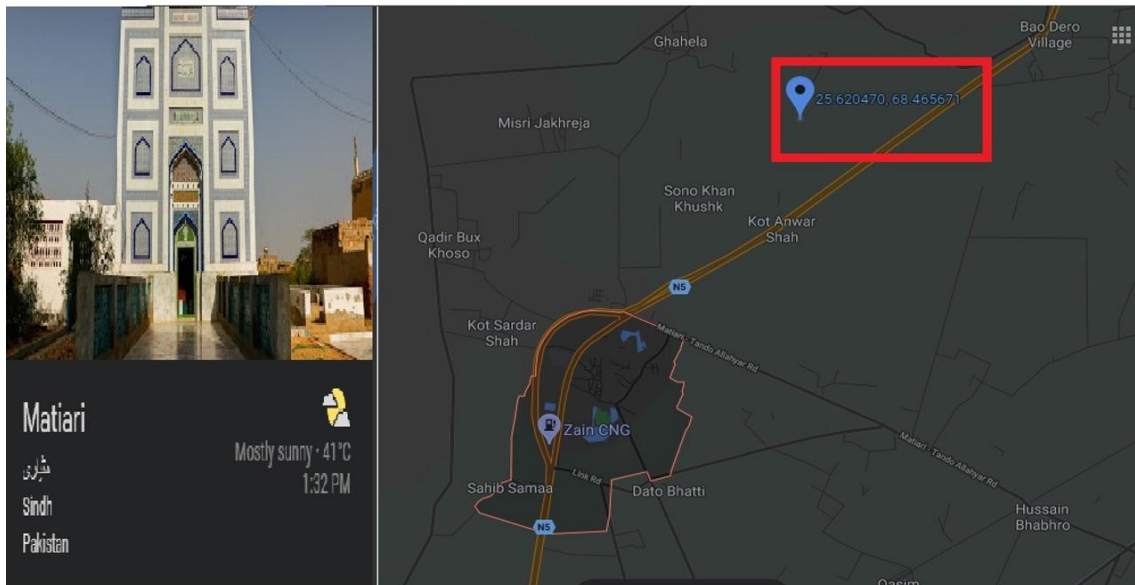 Matiari
مٽياري
Sindh
Pakistan
Mostly sunny · 41°C
1:32 PM
Ghahela
Bao Dero
Village
25.620470, 68.465671
Misri Jakhreja
Sono Khan
Khushk
Kot Anwar
Shah
Qadir Bux
Khoso
N5
Kot Sardar
Shah
Matiari - Tando Allahyar Rd
Zain CNG
Matiari - Tando Allahyar Rd
Link Rd
Sahib Samaa
Dato Bhatti
N5
Hussain
Bhabhro
Qasim